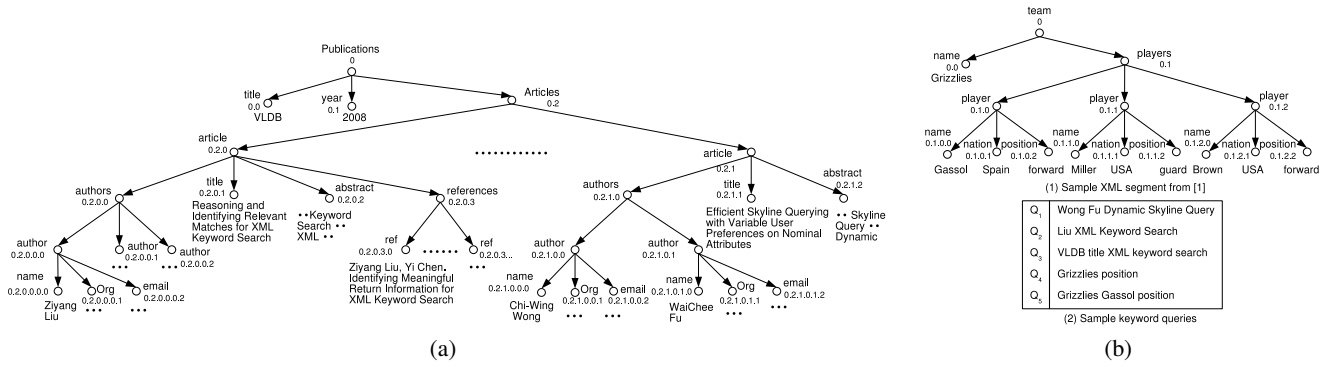 Publications
0
title
0.0
VLDB
year
0.1
2008
Articles
0.2
article
0.2.0
............
article
0.2.1
authors
0.2.0.0
title
0.2.0.1
Reasoning and
Identifying Relevant
Matches for XML
Keyword Search
abstract
0.2.0.2
••Keyword
Search ••
XML ••
references
0.2.0.3
authors
0.2.1.0
title
0.2.1.1
Efficient Skyline Querying
with Variable User
Preferences on Nominal
Attributes
abstract
0.2.1.2
•• Skyline
Query ••
Dynamic
author
0.2.0.0.0
author
0.2.0.0.1
•••
author
0.2.0.0.2
•••
ref
0.2.0.3.0
••••••
ref
0.2.0.3...
•••
Ziyang Liu, Yi Chen.
Identifying Meaningful
Return Information for
XML Keyword Search
author
0.2.1.0.0
author
0.2.1.0.1
name
0.2.0.0.0.0
Ziyang
Liu
Org
0.2.0.0.0.1
•••
email
0.2.0.0.0.2
•••
name
0.2.1.0.0.0
Chi-Wing
Wong
Org
0.2.1.0.0.1
•••
email
0.2.1.0.0.2
•••
name
0.2.1.0.1.0
WaiChee
Fu
Org
0.2.1.0.1.1
•••
email
0.2.1.0.1.2
•••
(a)
team
0
name
0.0
Grizzlies
players
0.1
player
0.1.0
player
0.1.1
player
0.1.2
name
0.1.0.0
Gassol
nation
0.1.0.1
Spain
position
0.1.0.2
forward
name
0.1.1.0
Miller
nation
0.1.1.1
USA
position
0.1.1.2
guard
name
0.1.2.0
Brown
nation
0.1.2.1
USA
position
0.1.2.2
forward
(1) Sample XML segment from [1]
Q1 Wong Fu Dynamic Skyline Query
Q2 Liu XML Keyword Search
Q3 VLDB title XML keyword search
Q4 Grizzlies position
Q5 Grizzlies Gassol position
(2) Sample keyword queries
(b)